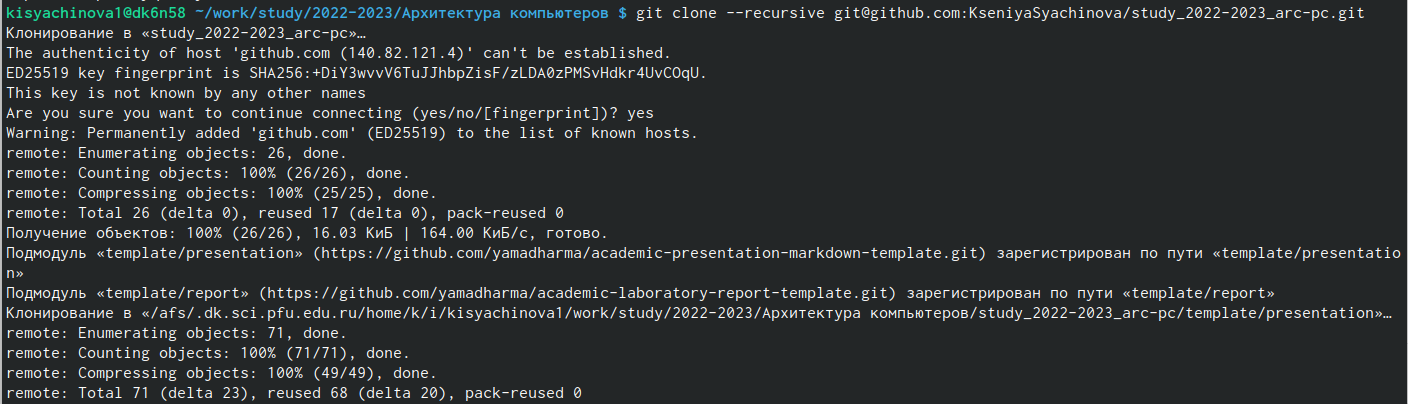 kisyachinova1@dk6n58 ~/work/study/2022-2023/Архитектура компьютеров $ git clone --recursive git@github.com:KseniyaSyachinova/study_2022-2023_arc-pc.git
Клонирование в «study_2022-2023_arc-pc»…
The authenticity of host 'github.com (140.82.121.4)' can't be established.
ED25519 key fingerprint is SHA256:+DiY3wvvV6TuJJhbpZisF/zLDA0zPMSvHdkr4UvCOqU.
This key is not known by any other names
Are you sure you want to continue connecting (yes/no/[fingerprint])? yes
Warning: Permanently added 'github.com' (ED25519) to the list of known hosts.
remote: Enumerating objects: 26, done.
remote: Counting objects: 100% (26/26), done.
remote: Compressing objects: 100% (25/25), done.
remote: Total 26 (delta 0), reused 17 (delta 0), pack-reused 0
Получение объектов: 100% (26/26), 16.03 КиБ | 164.00 КиБ/с, готово.
Подмодуль «template/presentation» (https://github.com/yamadharma/academic-presentation-markdown-template.git) зарегистрирован по пути «template/presentatio
n»
Подмодуль «template/report» (https://github.com/yamadharma/academic-laboratory-report-template.git) зарегистрирован по пути «template/report»
Клонирование в «/afs/.dk.sci.pfu.edu.ru/home/k/i/kisyachinova1/work/study/2022-2023/Архитектура компьютеров/study_2022-2023_arc-pc/template/presentation»…
remote: Enumerating objects: 71, done.
remote: Counting objects: 100% (71/71), done.
remote: Compressing objects: 100% (49/49), done.
remote: Total 71 (delta 23), reused 68 (delta 20), pack-reused 0